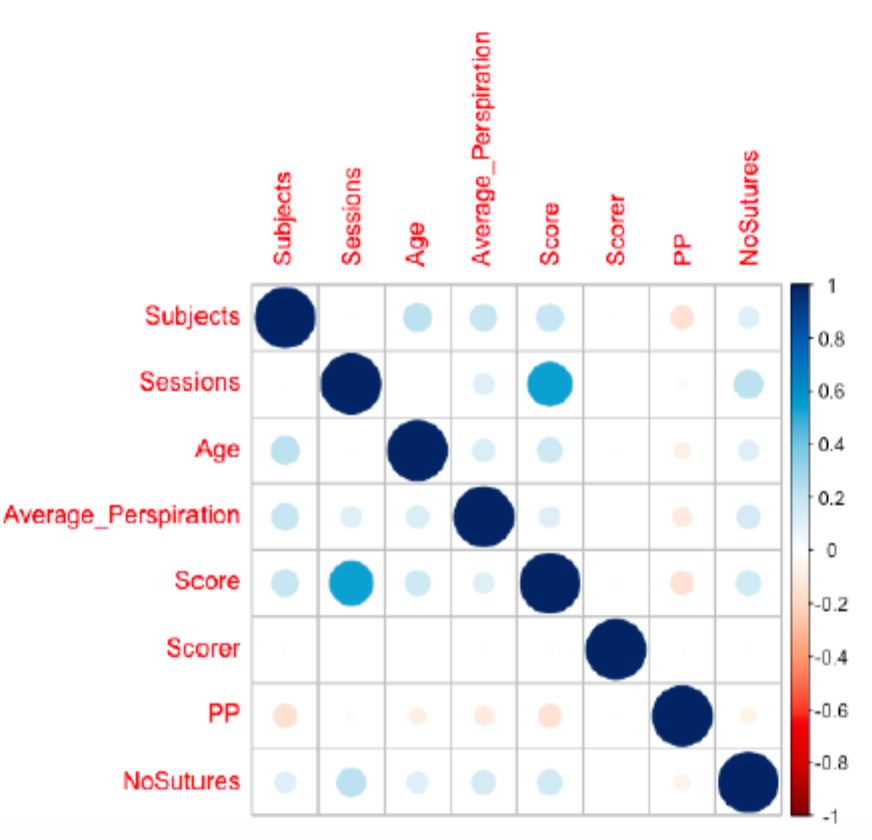 Subjects
Sessions
Age
Average_Perspiration
Score
Scorer
PP
NoSutures
Subjects
Sessions
Age
Average_Perspiration
Score
Scorer
PP
NoSutures
1
0.8
0.6
0.4
0.2
0
-0.2
-0.4
-0.6
-0.8
-1